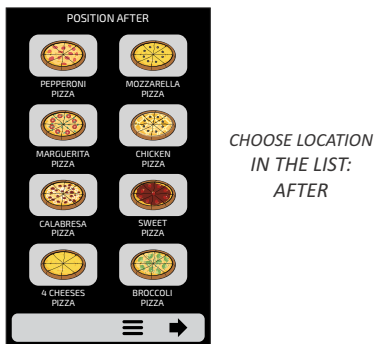 POSITION AFTER
PEPPERONI
PIZZA
MOZZARELLA
PIZZA
MARGUERITA
PIZZA
CHICKEN
PIZZA
CALABRESA
PIZZA
SWEET
PIZZA
4 CHEESES
PIZZA
BROCCOLI
PIZZA
CHOOSE LOCATION
IN THE LIST:
AFTER